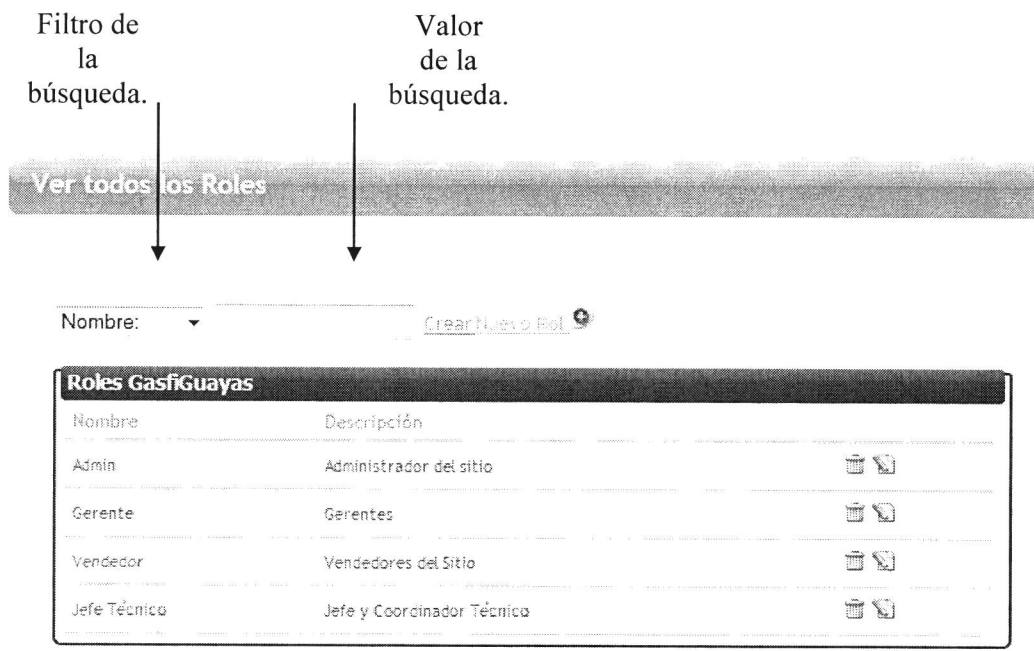 Filtro de
la
búsqueda.
Valor
de la
búsqueda.
Ver todos los Roles
Nombre:
Crear Nuevo Rol
Roles GasfiGuayas
Nombre Descripción
Admin Administrador del sitio
Gerente Gerentes
Vendedor Vendedores del Sitio
Jefe Técnico Jefe y Coordinador Técnico